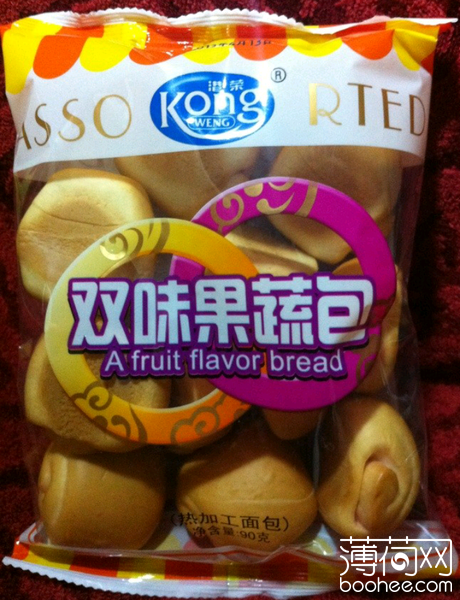 港荣
®
ASSO Kong RTED
WENG
双味果蔬包
A fruit flavor bread
(热加工面包)
净含量:90克
薄荷网
boohee.com